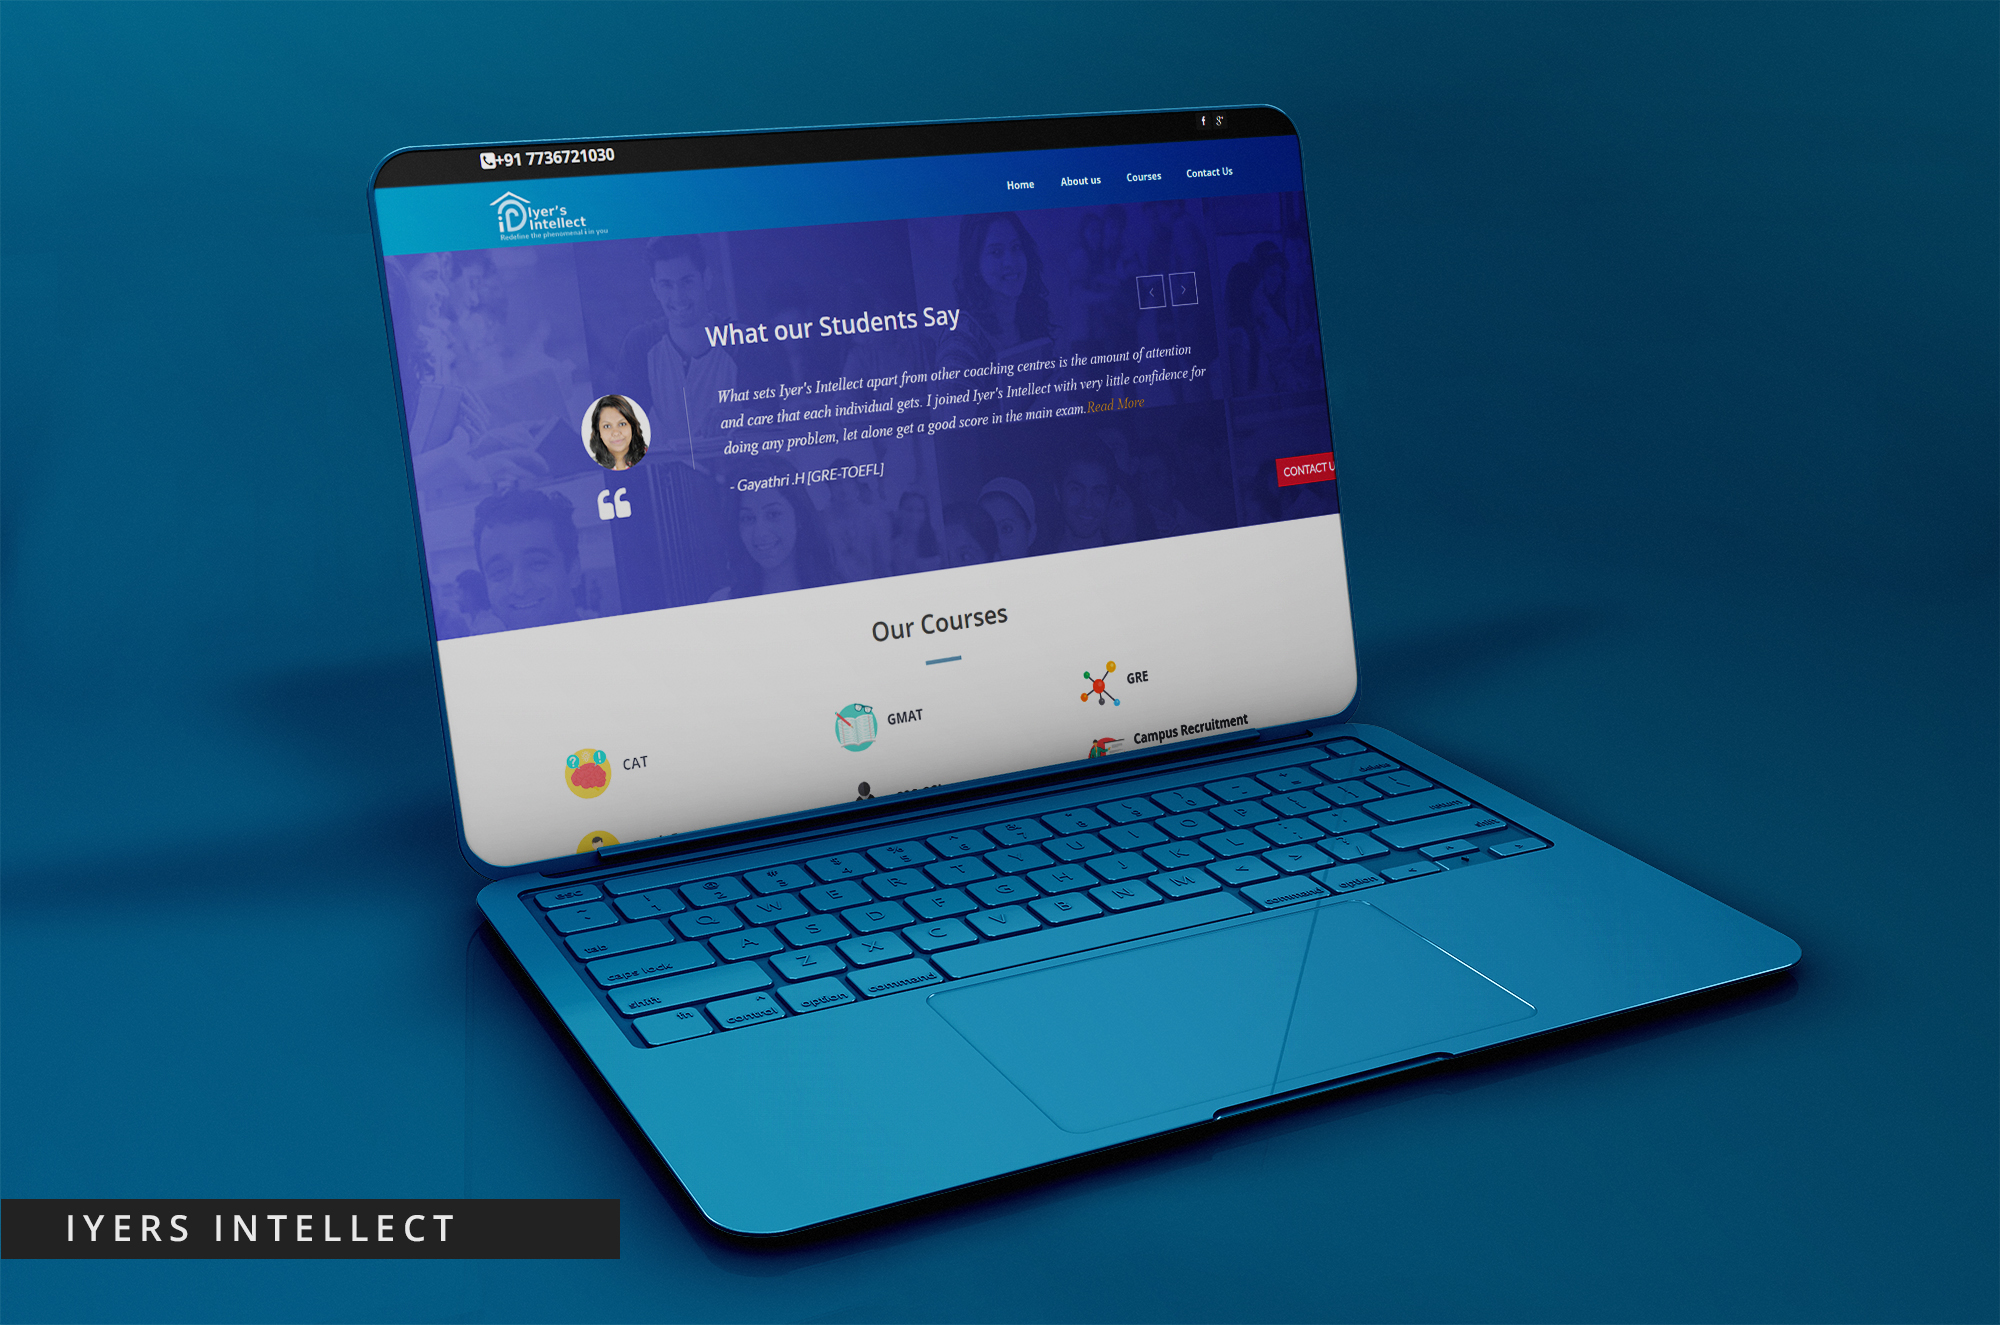 +91 7736721030
f g+
Home About us Courses Contact Us
Iyer's
Intellect
Redefine the phenomenal i in you
What our Students Say
What sets Iyer's Intellect apart from other coaching centres is the amount of attention
and care that each individual gets. I joined Iyer's Intellect with very little confidence for
doing any problem, let alone get a good score in the main exam.Read More
- Gayathri .H [GRE-TOEFL]
CONTACT U
Our Courses
CAT
GMAT
GRE
Campus Recruitment
esc
delete
tab Q W E R T Y U I O P
return
caps lock A S D F G H J K L
shift Z X C V B N M < >
shift
fn control option command
command option
IYERS INTELLECT